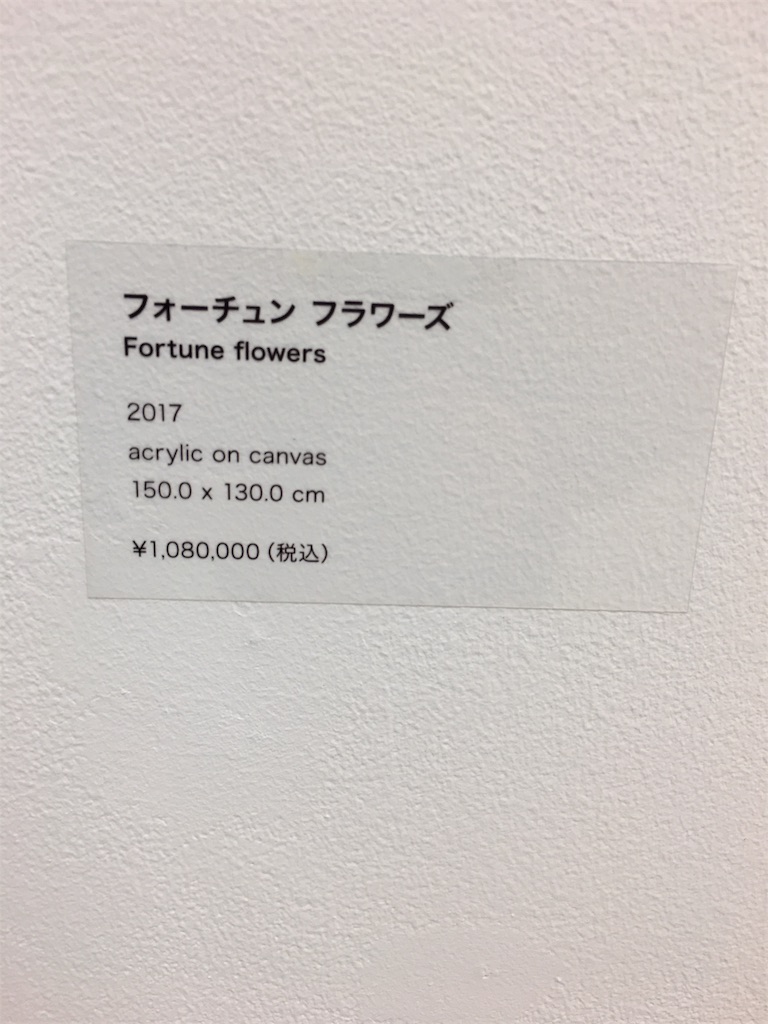 フォーチュン フラワーズ
Fortune flowers
2017
acrylic on canvas
150.0 x 130.0 cm
¥1,080,000（税込）